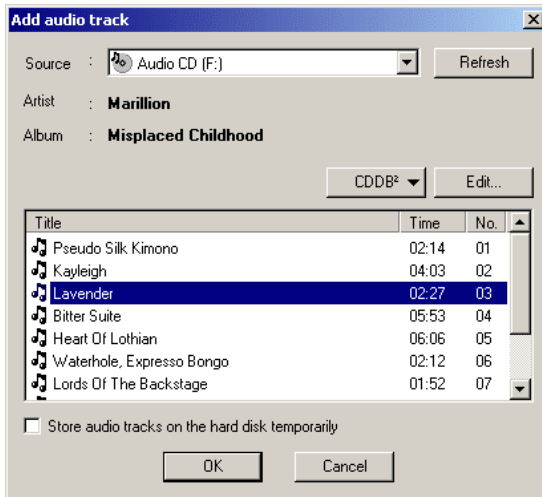 Add audio track
Source : Audio CD (F:) Refresh
Artist : Marillion
Album : Misplaced Childhood
CDDB² Edit...
Title Time No.
Pseudo Silk Kimono 02:14 01
Kayleigh 04:03 02
Lavender 02:27 03
Bitter Suite 05:53 04
Heart Of Lothian 06:06 05
Waterhole, Expresso Bongo 02:12 06
Lords Of The Backstage 01:52 07
Store audio tracks on the hard disk temporarily
OK Cancel